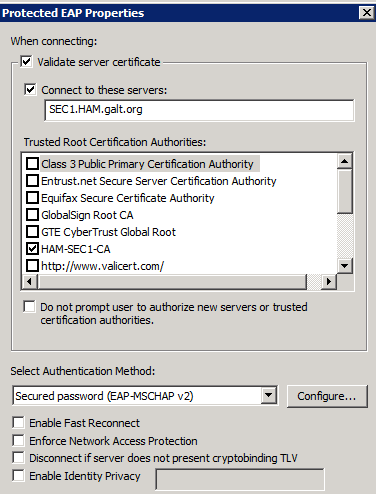 Protected EAP Properties
When connecting:
Validate server certificate
Connect to these servers:
SEC1.HAM.galt.org
Trusted Root Certification Authorities:
Class 3 Public Primary Certification Authority
Entrust.net Secure Server Certification Authority
Equifax Secure Certificate Authority
GlobalSign Root CA
GTE CyberTrust Global Root
HAM-SEC1-CA
http://www.valicert.com/
Do not prompt user to authorize new servers or trusted
certification authorities.
Select Authentication Method:
Secured password (EAP-MSCHAP v2) Configure...
Enable Fast Reconnect
Enforce Network Access Protection
Disconnect if server does not present cryptobinding TLV
Enable Identity Privacy